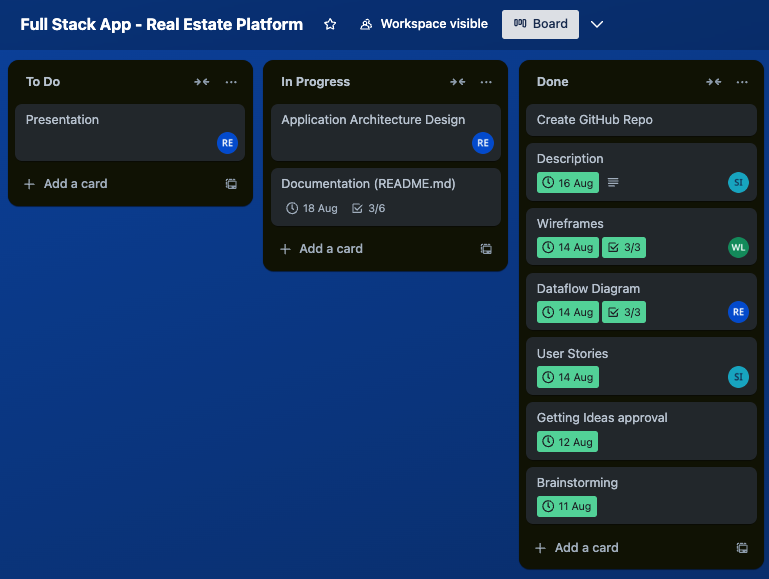 Full Stack App - Real Estate Platform
Workspace visible
Board
To Do
Presentation
RE
Add a card
In Progress
Application Architecture Design
RE
Documentation (README.md)
18 Aug 3/6
Add a card
Done
Create GitHub Repo
Description
16 Aug SI
Wireframes
14 Aug 3/3 WL
Dataflow Diagram
14 Aug 3/3 RE
User Stories
14 Aug SI
Getting Ideas approval
12 Aug
Brainstorming
11 Aug
Add a card